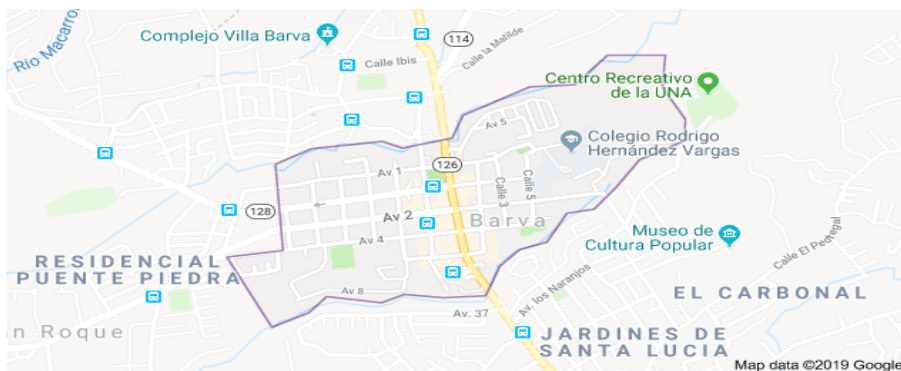 Complejo Villa Barva
114
Calle la Matilde
Río Macarro
Calle Ibis
Centro Recreativo
de la UNA
Av 5
Colegio Rodrigo
Hernández Vargas
126
Av 1
Calle 3
Calle 5
128
Av 2
Barva
Av 4
Museo de
Cultura Popular
Calle El Pedregal
RESIDENCIAL
PUENTE PIEDRA
Av 8
Av. los Naranjos
EL CARBONAL
Av. 37
n Roque
JARDINES DE
SANTA LUCIA
Map data ©2019 Google